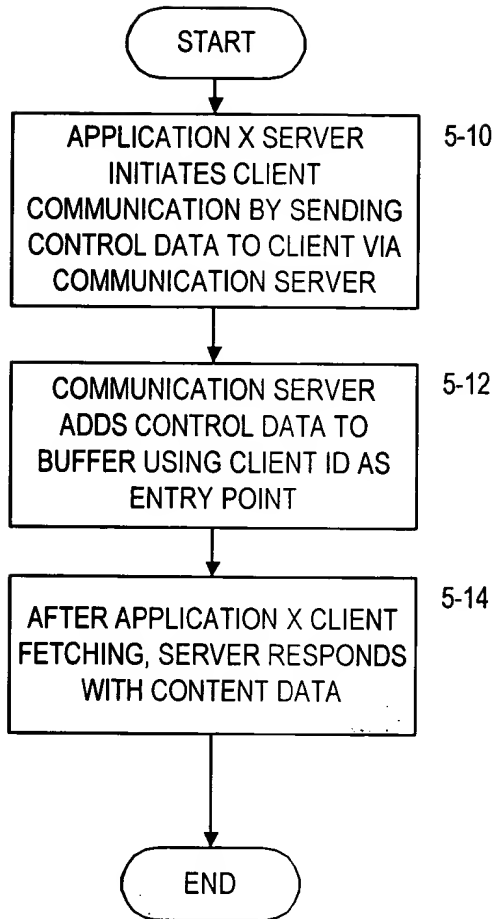 START
5-10
APPLICATION X SERVER
INITIATES CLIENT
COMMUNICATION BY SENDING
CONTROL DATA TO CLIENT VIA
COMMUNICATION SERVER
5-12
COMMUNICATION SERVER
ADDS CONTROL DATA TO
BUFFER USING CLIENT ID AS
ENTRY POINT
5-14
AFTER APPLICATION X CLIENT
FETCHING, SERVER RESPONDS
WITH CONTENT DATA
END